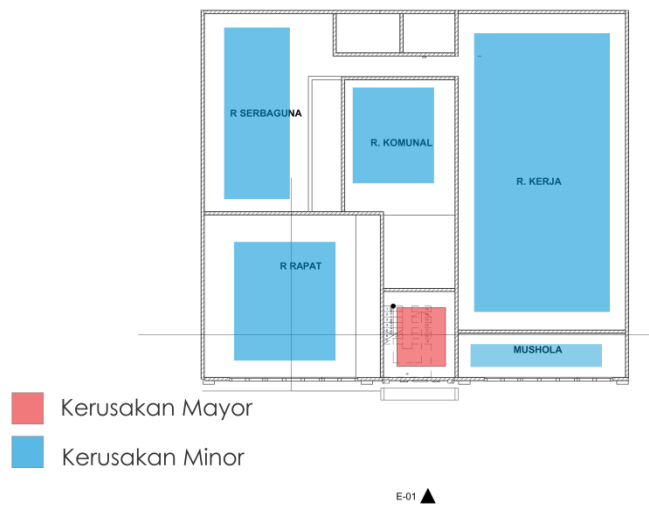 R SERBAGUNA
R. KOMUNAL
R. KERJA
R RAPAT
MUSHOLA
Kerusakan Mayor
Kerusakan Minor
E-01